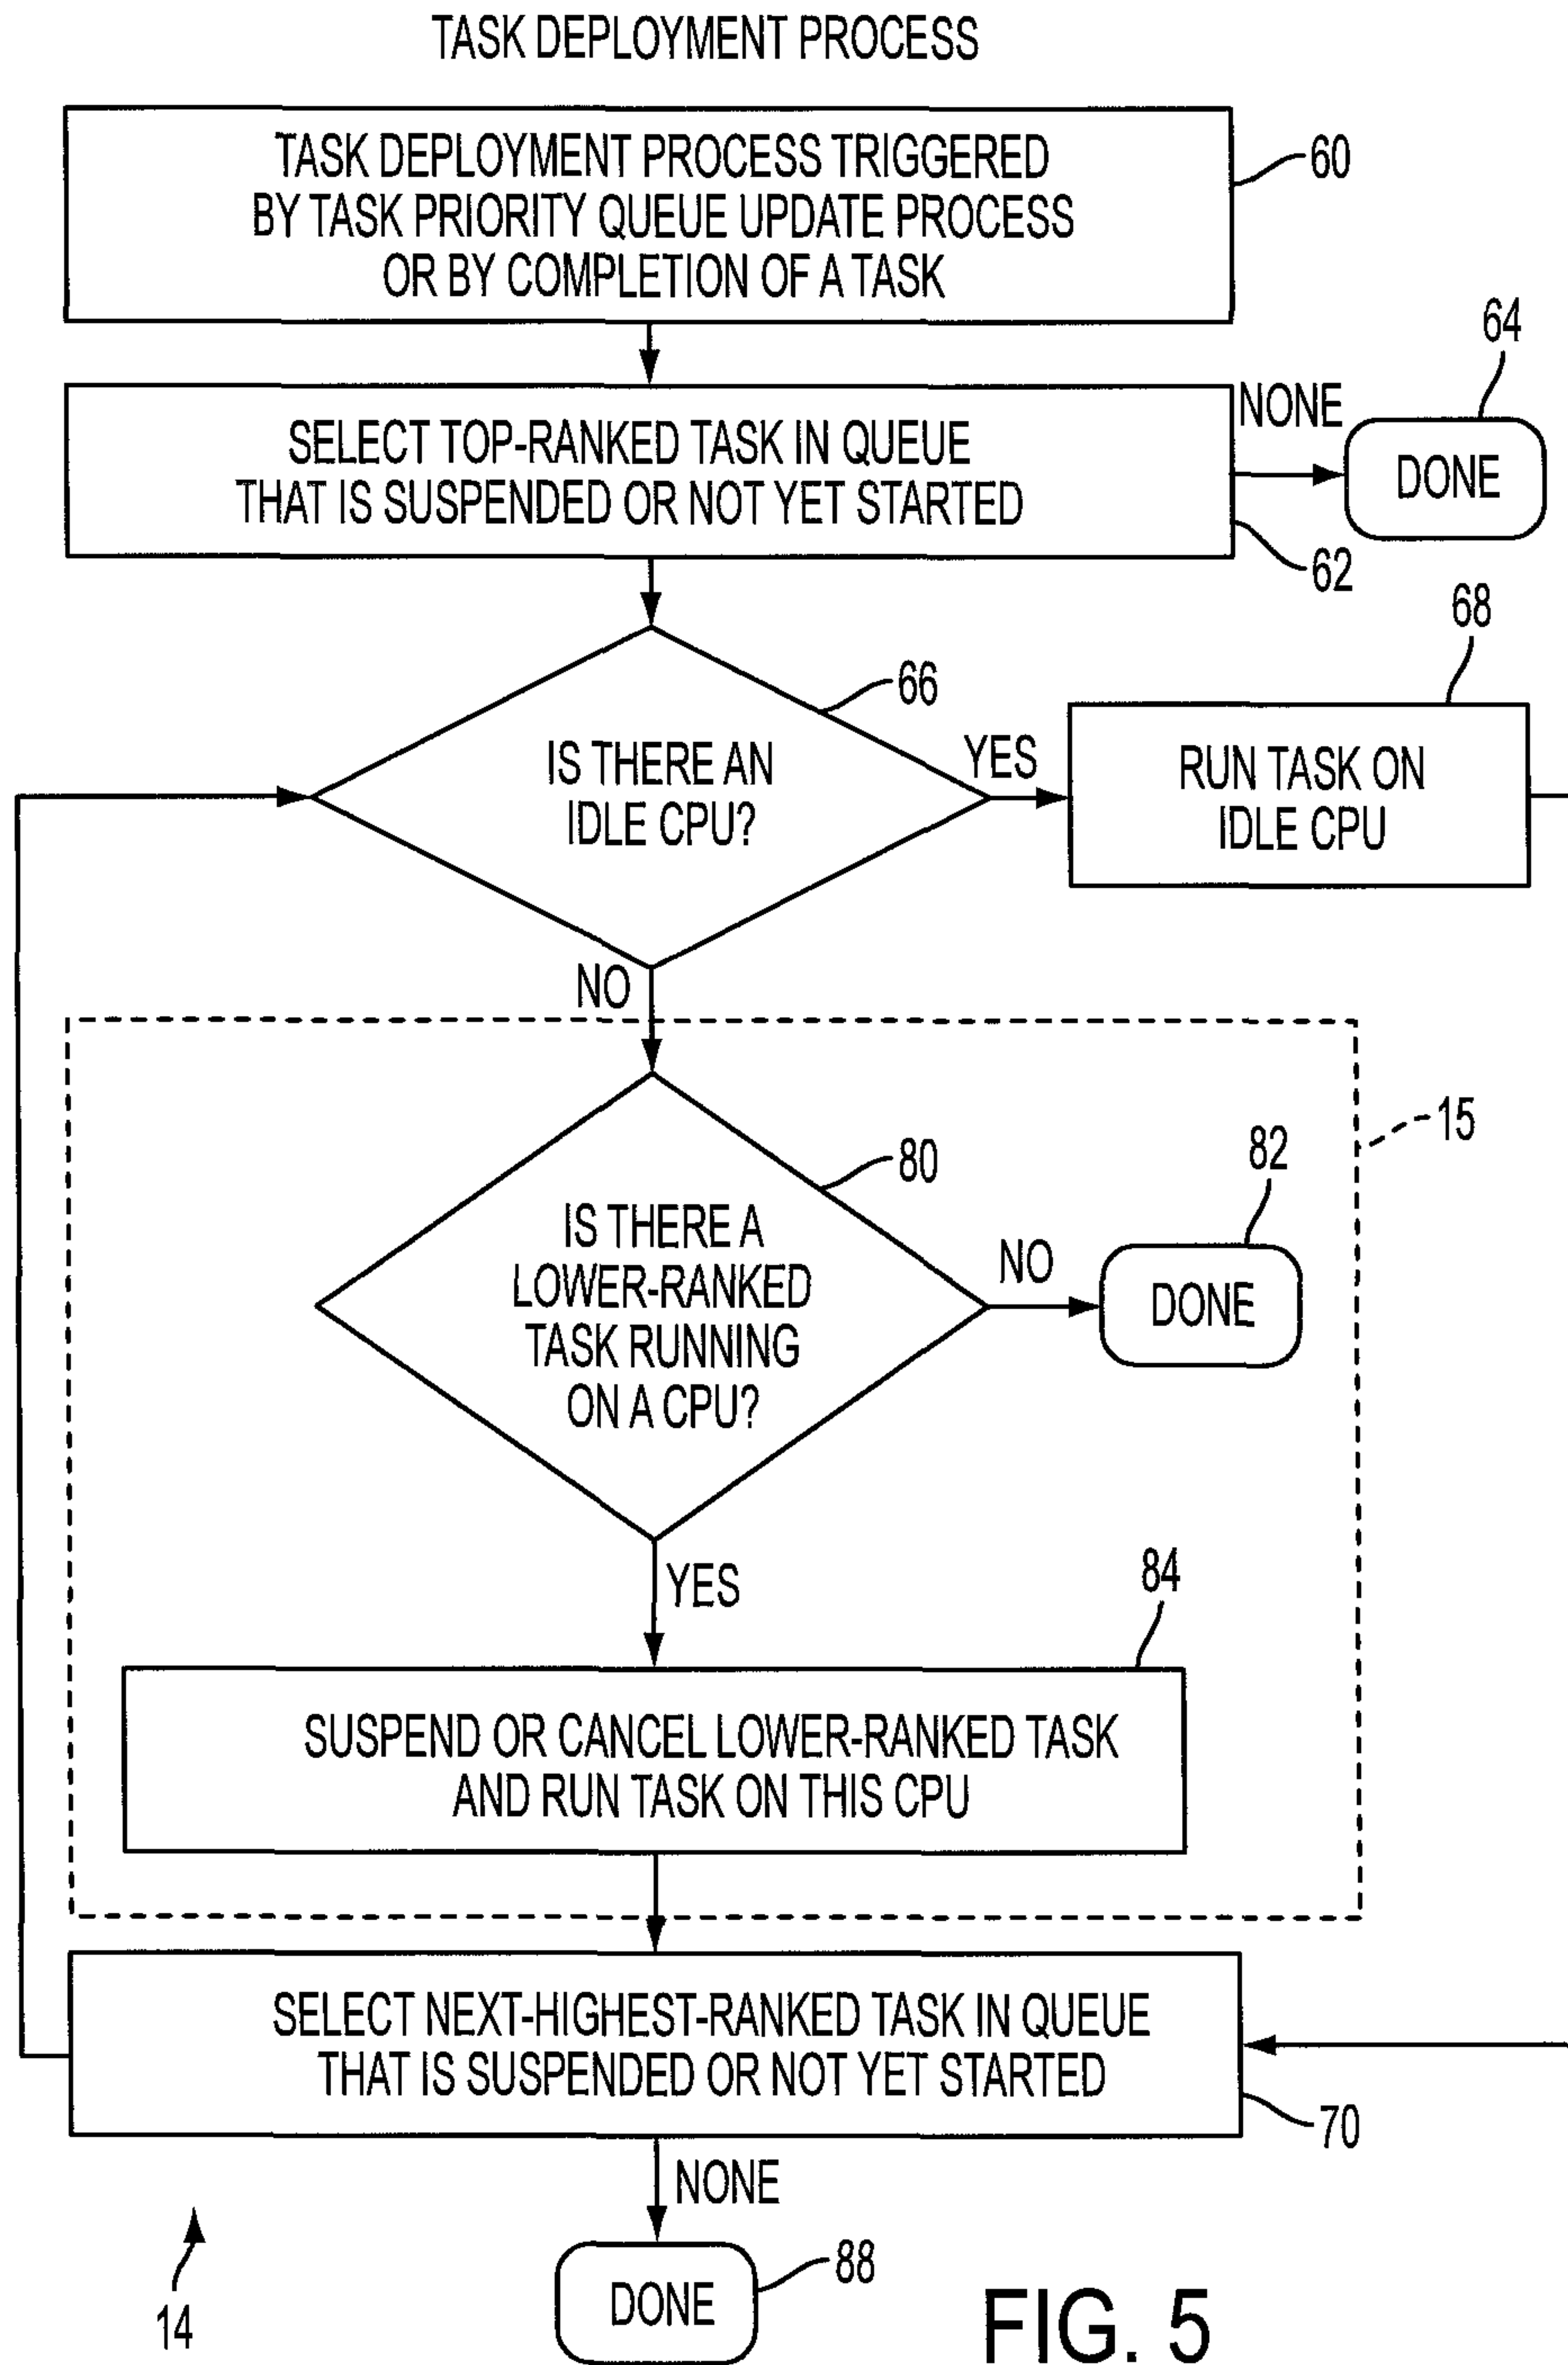 TASK DEPLOYMENT PROCESS
TASK DEPLOYMENT PROCESS TRIGGERED
BY TASK PRIORITY QUEUE UPDATE PROCESS
OR BY COMPLETION OF A TASK
60
64
NONE
SELECT TOP-RANKED TASK IN QUEUE
THAT IS SUSPENDED OR NOT YET STARTED
DONE
62
68
66
IS THERE AN
IDLE CPU?
YES
RUN TASK ON
IDLE CPU
NO
15
80
82
IS THERE A
LOWER-RANKED
TASK RUNNING
ON A CPU?
NO
DONE
YES
84
SUSPEND OR CANCEL LOWER-RANKED TASK
AND RUN TASK ON THIS CPU
SELECT NEXT-HIGHEST-RANKED TASK IN QUEUE
THAT IS SUSPENDED OR NOT YET STARTED
70
NONE
88
DONE
14
FIG. 5